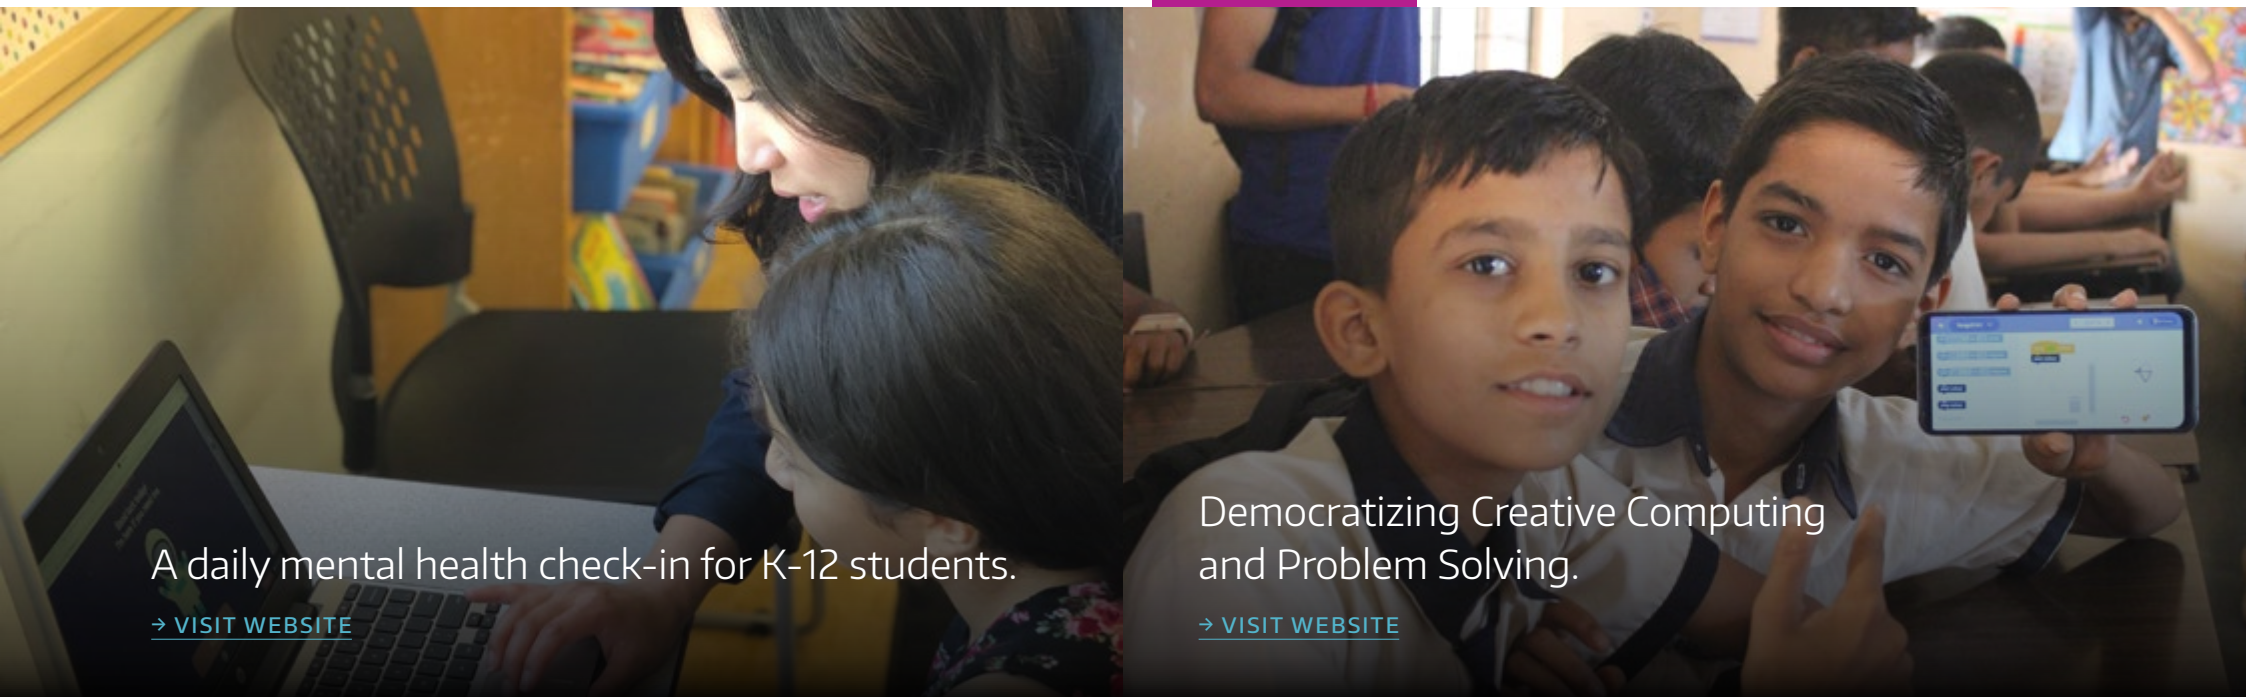 A daily mental health check-in for K-12 students.
→ VISIT WEBSITE
Democratizing Creative Computing
and Problem Solving.
→ VISIT WEBSITE